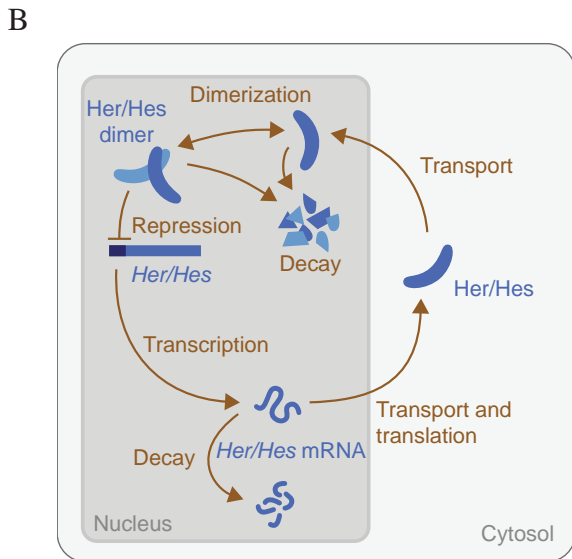 B
Dimerization
Her/Hes
dimer
Transport
Repression
Decay
Her/Hes
Her/Hes
Transcription
Transport and
translation
Her/Hes mRNA
Decay
Nucleus
Cytosol